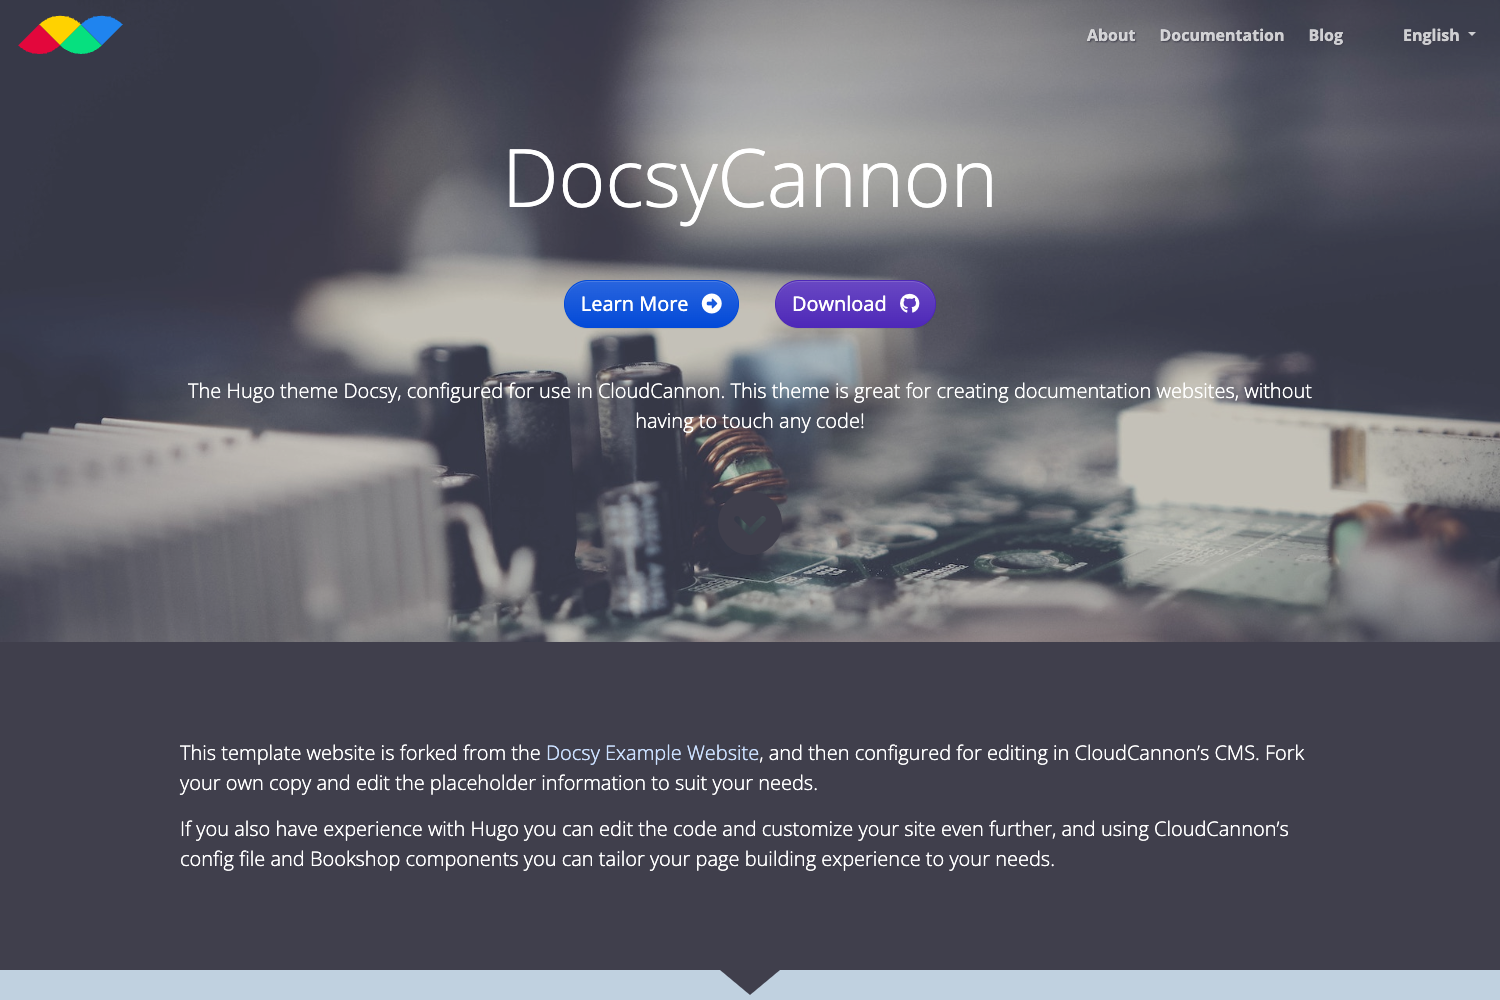 About Documentation Blog English
DocsyCannon
Learn More Download
The Hugo theme Docsy, configured for use in CloudCannon. This theme is great for creating documentation websites, without
having to touch any code!
This template website is forked from the Docsy Example Website, and then configured for editing in CloudCannon’s CMS. Fork
your own copy and edit the placeholder information to suit your needs.
If you also have experience with Hugo you can edit the code and customize your site even further, and using CloudCannon’s
config file and Bookshop components you can tailor your page building experience to your needs.